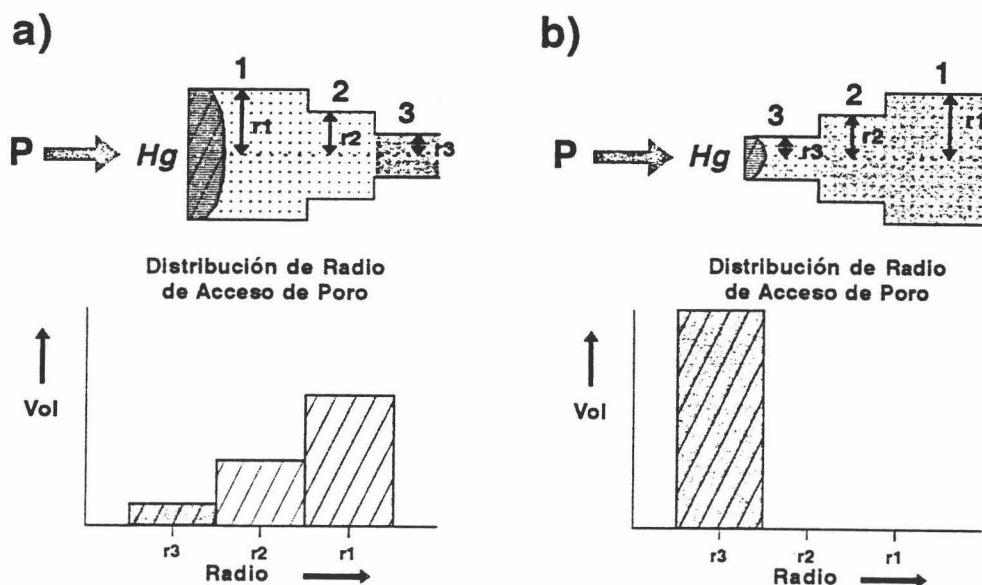 a)
1
2
3
r1
r2
r3
P
Hg
Distribución de Radio
de Acceso de Poro
Vol
r3
r2
r1
Radio
b)
1
2
3
r1
r2
r3
P
Hg
Distribución de Radio
de Acceso de Poro
Vol
r3
r2
r1
Radio